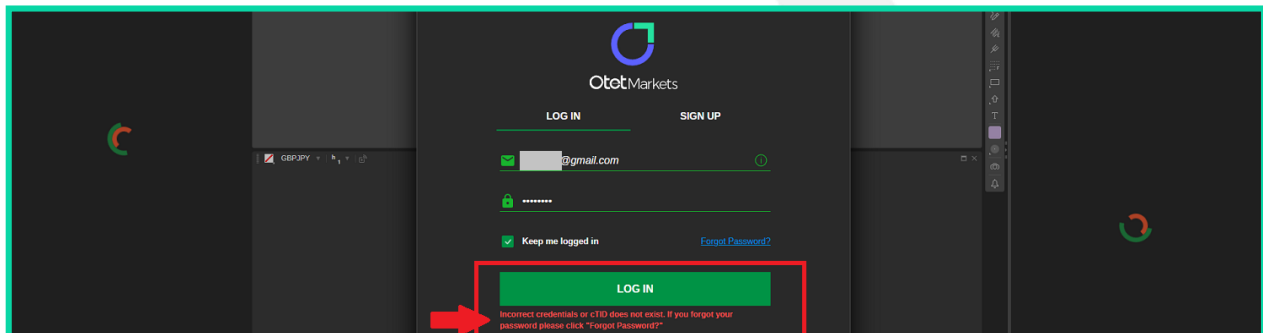 OtetMarkets
LOG IN SIGN UP
@gmail.com
••••••••
Keep me logged in Forgot Password?
LOG IN
Incorrect credentials or cTID does not exist. If you forgot your
password please click "Forgot Password?"
GBPJPY h1
T